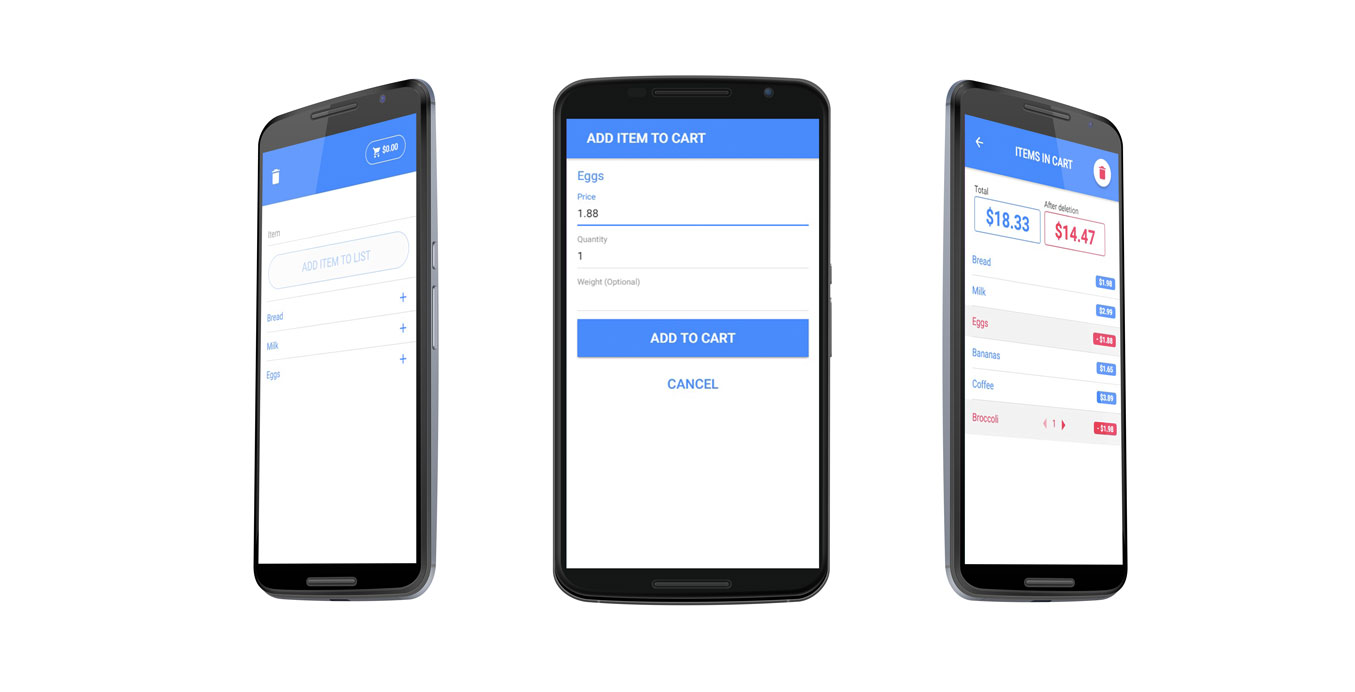 $0.00
Item
ADD ITEM TO LIST
Bread
Milk
Eggs
ADD ITEM TO CART
Eggs
Price
1.88
Quantity
1
Weight (Optional)
ADD TO CART
CANCEL
ITEMS IN CART
Total
After deletion
$18.33
$14.47
Bread
$1.98
Milk
$2.99
Eggs
- $1.88
Bananas
$1.65
Coffee
$3.89
Broccoli
1
- $1.98